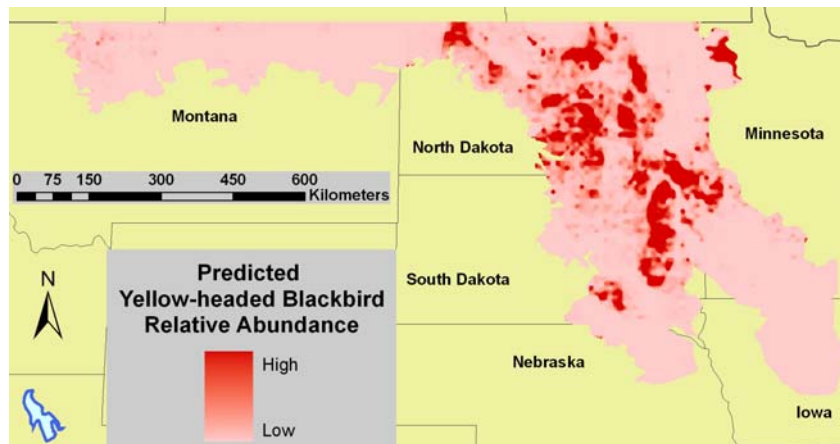 Montana
North Dakota
Minnesota
0 75 150 300 450 600
Kilometers
South Dakota
N
Predicted
Yellow-headed Blackbird
Relative Abundance
High
Low
Nebraska
Iowa